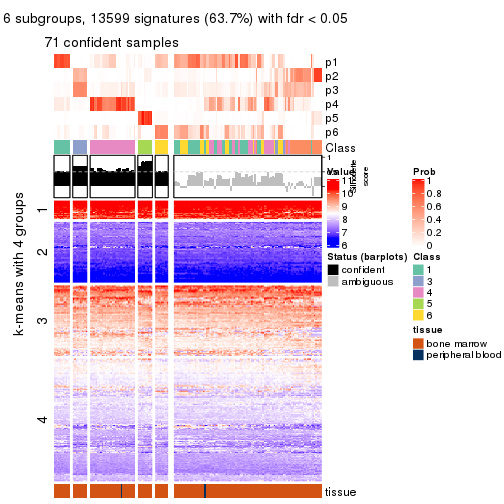 6 subgroups, 13599 signatures (63.7%) with fdr < 0.05
71 confident samples
p1
p2
p3
p4
p5
p6
Class
1
Silhouette
score
k-means with 4 groups
1
2
3
4
tissue
Value
11
10
9
8
7
6
Status (barplots)
confident
ambiguous
Prob
1
0.8
0.6
0.4
0.2
0
Class
1
3
4
5
6
tissue
bone marrow
peripheral blood